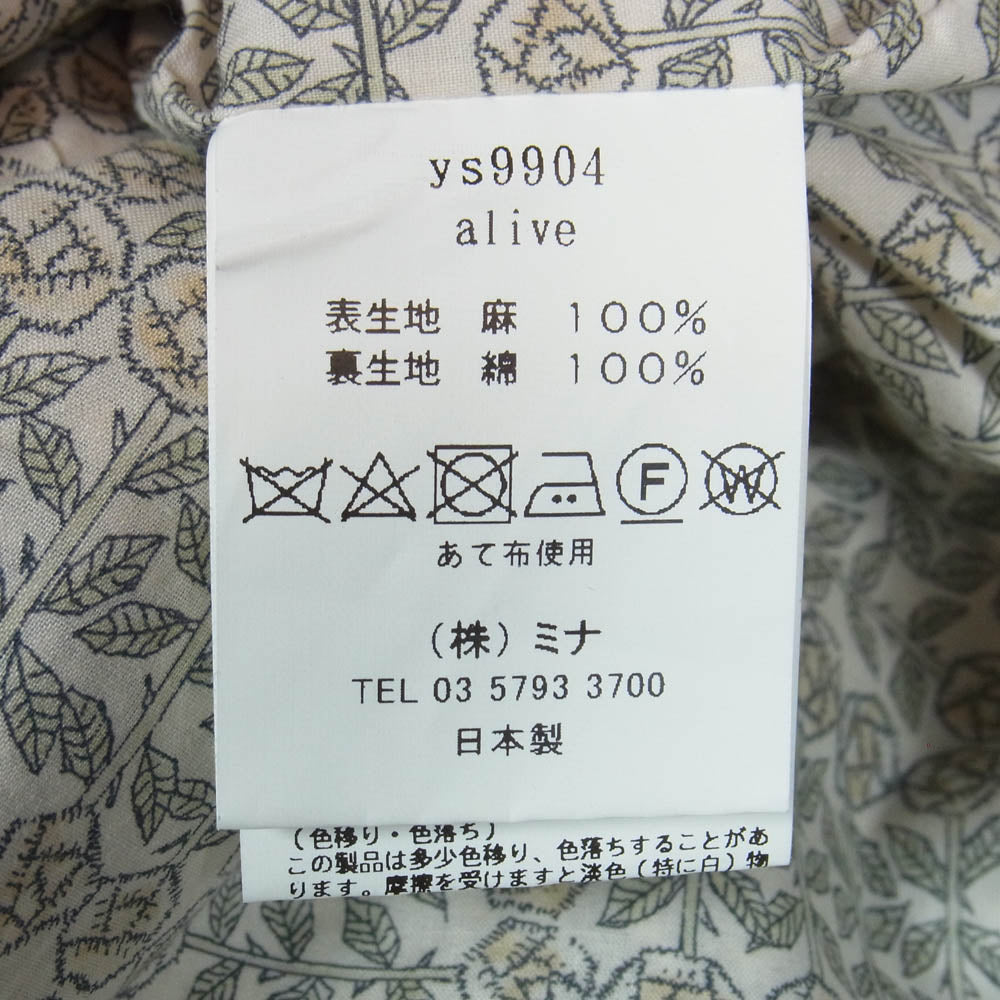 ys9904
alive
表生地 麻 100%
裏生地 綿 100%
F W
あて布使用
(株)ミナ
TEL 03 5793 3700
日本製
(色移り・色落ち)
この製品は多少色移り、色落ちすることがあ
ります。摩擦を受けますと淡色(特に白)物